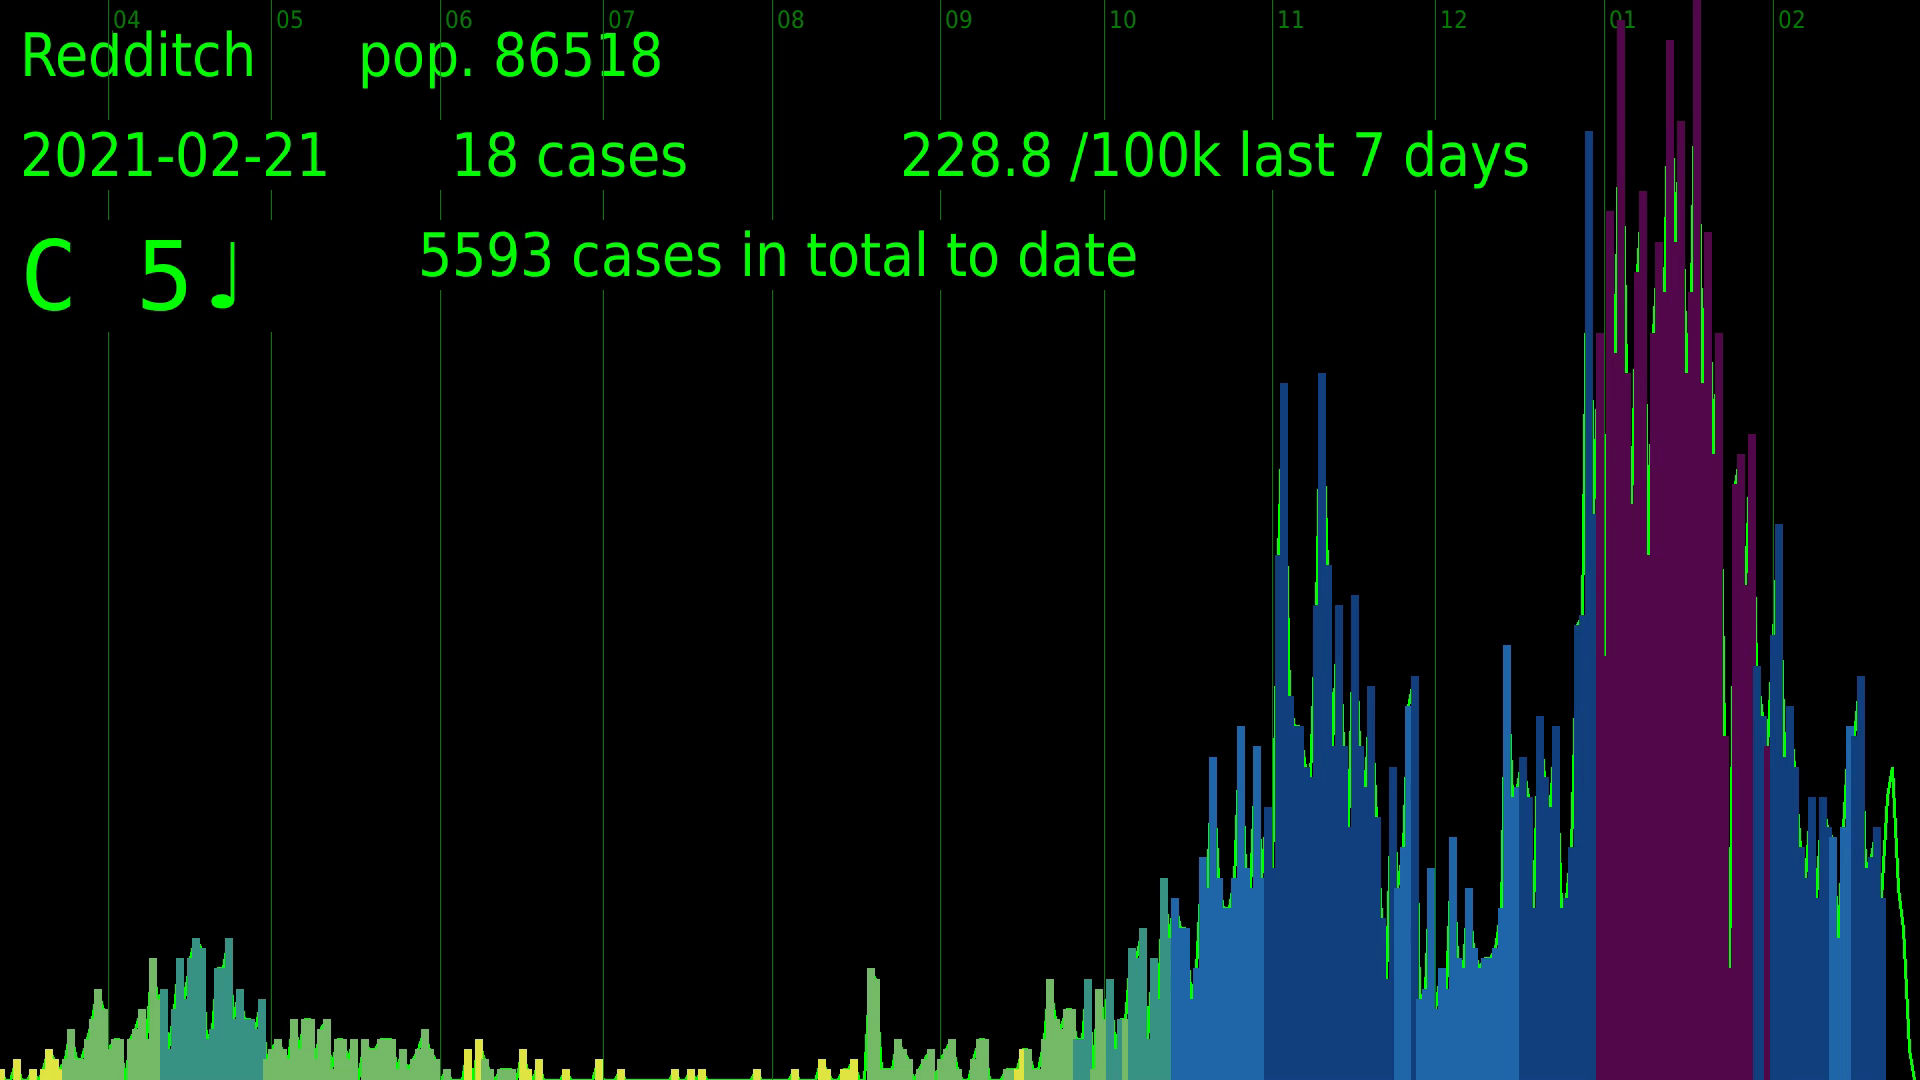 04 05 06 07 08 09 10 11 12 01 02
Redditch pop. 86518
2021-02-21 18 cases 228.8 /100k last 7 days
C 5♩ 5593 cases in total to date